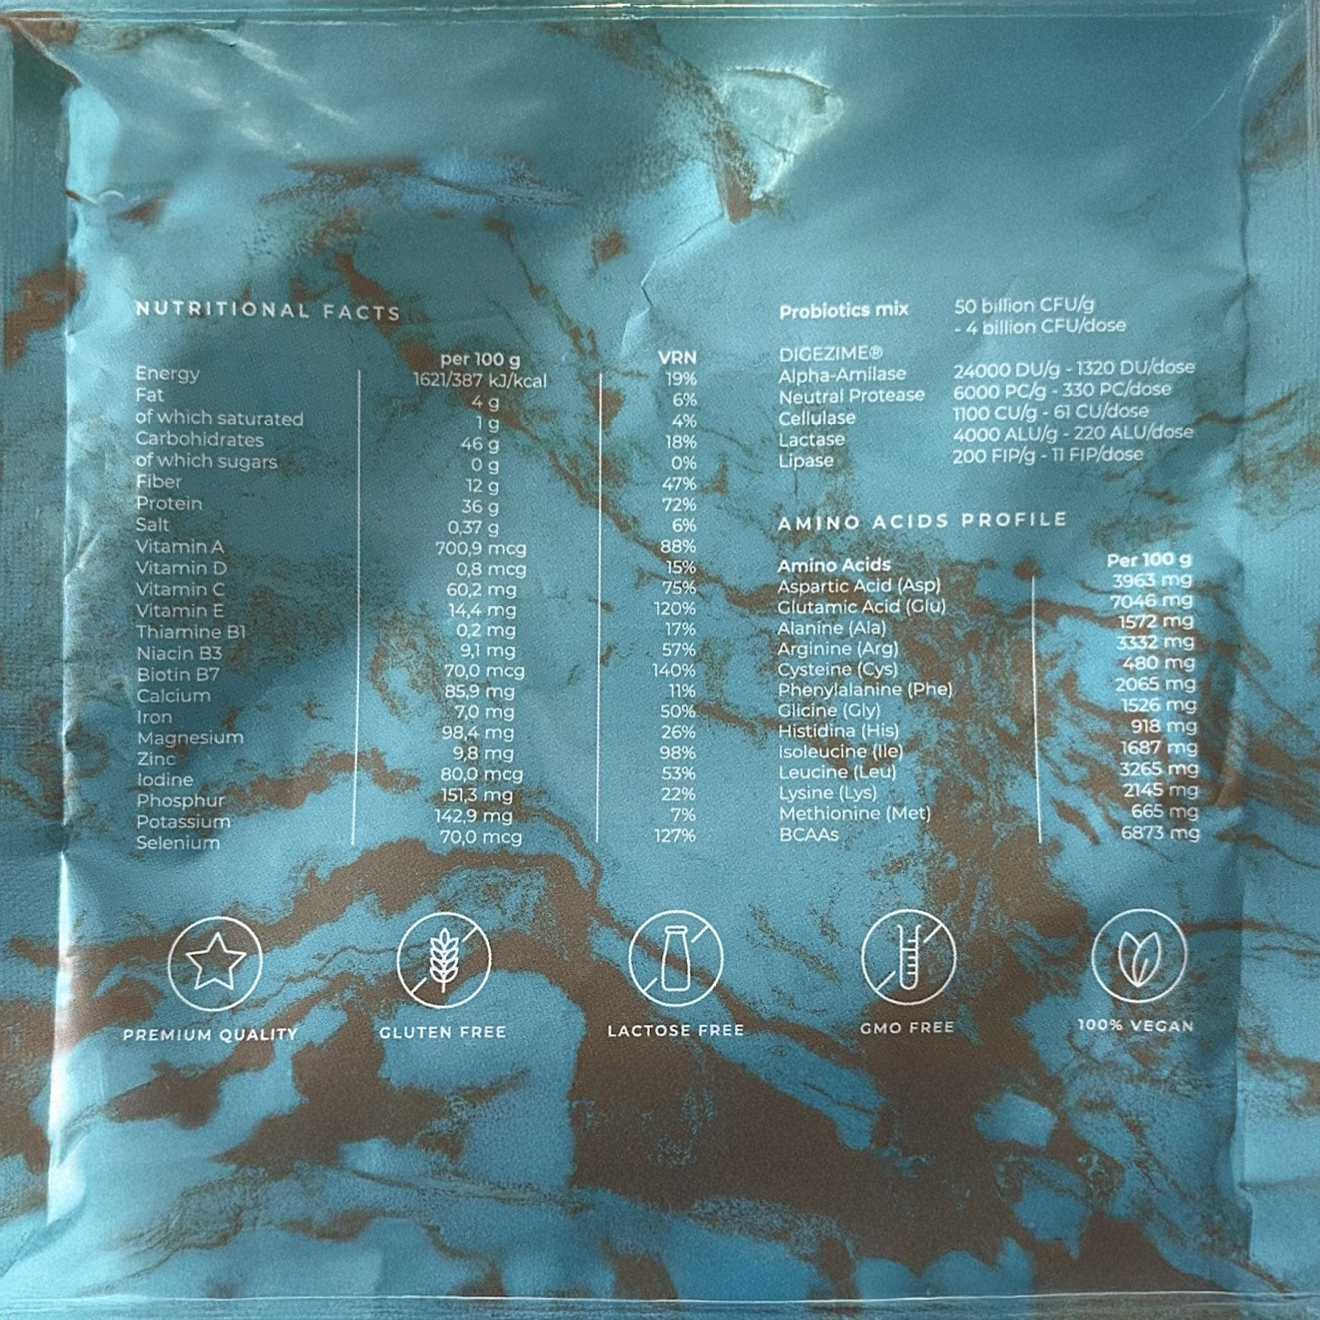 NUTRITIONAL FACTS
per 100 g VRN
Energy 1621/387 kJ/kcal 19%
Fat 4 g 6%
of which saturated 1 g 4%
Carbohidrates 46 g 18%
of which sugars 0 g 0%
Fiber 12 g 47%
Protein 36 g 72%
Salt 0,37 g 6%
Vitamin A 700,9 mcg 88%
Vitamin D 0,8 mcg 15%
Vitamin C 60,2 mg 75%
Vitamin E 14,4 mg 120%
Thiamine B1 0,2 mg 17%
Niacin B3 9,1 mg 57%
Biotin B7 70,0 mcg 140%
Calcium 85,9 mg 11%
Iron 7,0 mg 50%
Magnesium 98,4 mg 26%
Zinc 9,8 mg 98%
Iodine 80,0 mcg 53%
Phosphur 151,3 mg 22%
Potassium 142,9 mg 7%
Selenium 70,0 mcg 127%
Probiotics mix 50 billion CFU/g
- 4 billion CFU/dose
DIGEZIME®
Alpha-Amilase 24000 DU/g - 1320 DU/dose
Neutral Protease 6000 PC/g - 330 PC/dose
Cellulase 1100 CU/g - 61 CU/dose
Lactase 4000 ALU/g - 220 ALU/dose
Lipase 200 FIP/g - 11 FIP/dose
AMINO ACIDS PROFILE
Amino Acids Per 100 g
Aspartic Acid (Asp) 3963 mg
Glutamic Acid (Glu) 7046 mg
Alanine (Ala) 1572 mg
Arginine (Arg) 3332 mg
Cysteine (Cys) 480 mg
Phenylalanine (Phe) 2065 mg
Glicine (Gly) 1526 mg
Histidina (His) 918 mg
Isoleucine (Ile) 1687 mg
Leucine (Leu) 3265 mg
Lysine (Lys) 2145 mg
Methionine (Met) 665 mg
BCAAs 6873 mg
PREMIUM QUALITY
GLUTEN FREE
LACTOSE FREE
GMO FREE
100% VEGAN